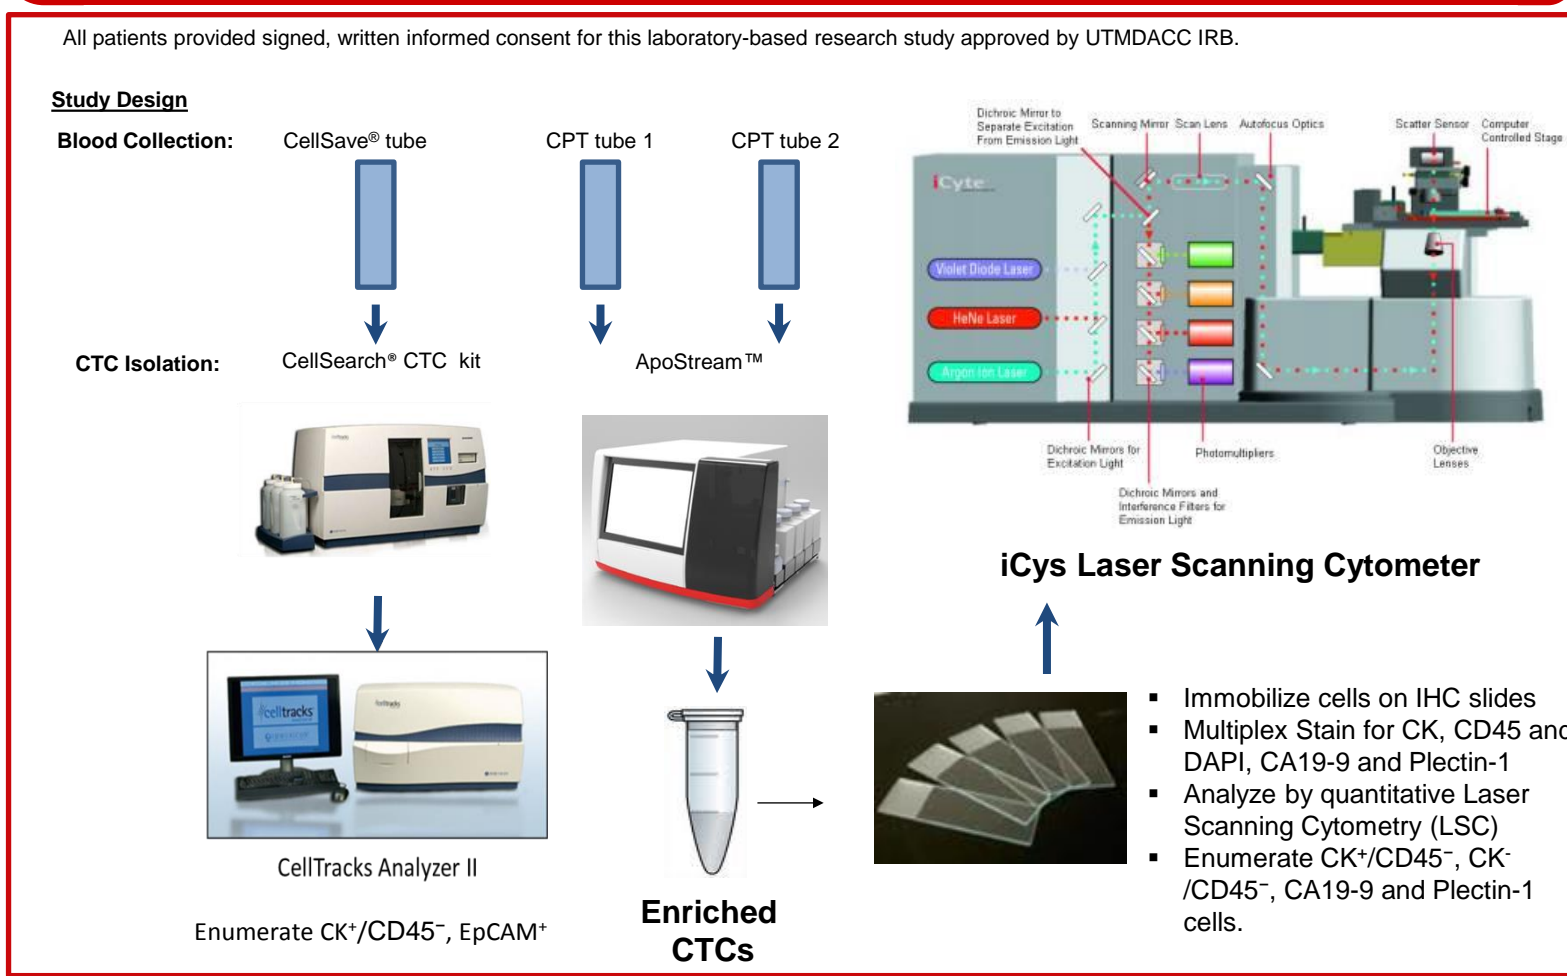 All patients provided signed, written informed consent for this laboratory-based research study approved by UTMDACC IRB.
Study Design
Blood Collection:
CellSave® tube
CPT tube 1
CPT tube 2
CTC Isolation:
CellSearch® CTC kit
ApoStream™
celltracks
CellTracks Analyzer II
Enumerate CK⁺/CD45⁻, EpCAM⁺
Enriched
CTCs
Dichroic Mirror to
Separate Excitation
From Emission Light
Scanning Mirror
Scan Lens
Autofocus Optics
Scatter Sensor
Computer
Controlled Stage
iCyte
Violet Diode Laser
HeNe Laser
Argon Ion Laser
Dichroic Mirrors for
Excitation Light
Photomultipliers
Objective
Lenses
Dichroic Mirrors and
Interference Filters for
Emission Light
iCys Laser Scanning Cytometer
▪ Immobilize cells on IHC slides
▪ Multiplex Stain for CK, CD45 and
DAPI, CA19-9 and Plectin-1
▪ Analyze by quantitative Laser
Scanning Cytometry (LSC)
▪ Enumerate CK⁺/CD45⁻, CK⁻
/CD45⁻, CA19-9 and Plectin-1
cells.